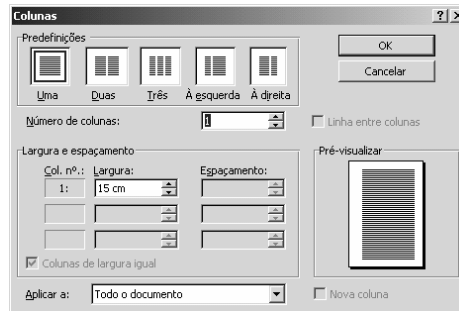 Colunas
Predefinições
Uma Duas Três À esquerda À direita
OK
Cancelar
Número de colunas: 1
Linha entre colunas
Largura e espaçamento
Col. nº.: Largura: Espaçamento:
1: 15 cm
Colunas de largura igual
Pré-visualizar
Aplicar a: Todo o documento
Nova coluna